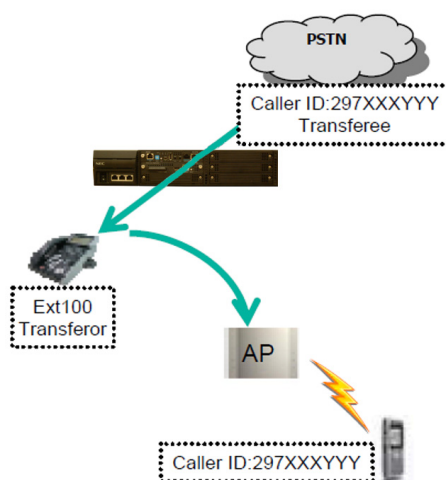 PSTN
Caller ID:297XXXYYY
Transferee
Ext100
Transferor
AP
Caller ID:297XXXYYY